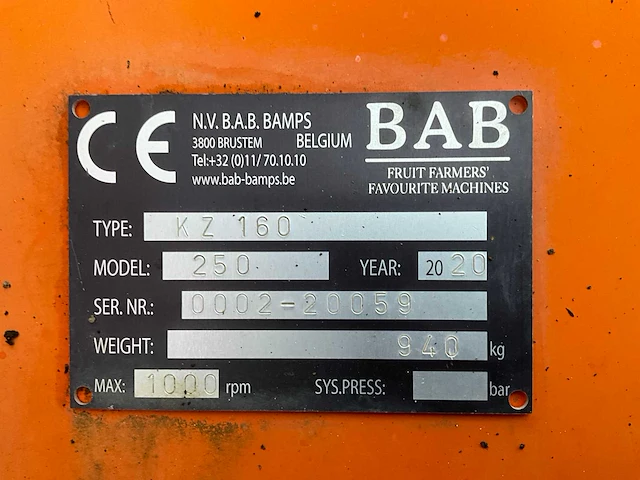 CE
N.V. B.A.B. BAMPS
3800 BRUSTEM BELGIUM
Tel:+32 (0)11/ 70.10.10
www.bab-bamps.be
BAB
FRUIT FARMERS'
FAVOURITE MACHINES
TYPE: KZ 160
MODEL: 250 YEAR: 20 20
SER. NR.: 0002-20059
WEIGHT: 940 kg
MAX: 1000 rpm SYS.PRESS: bar